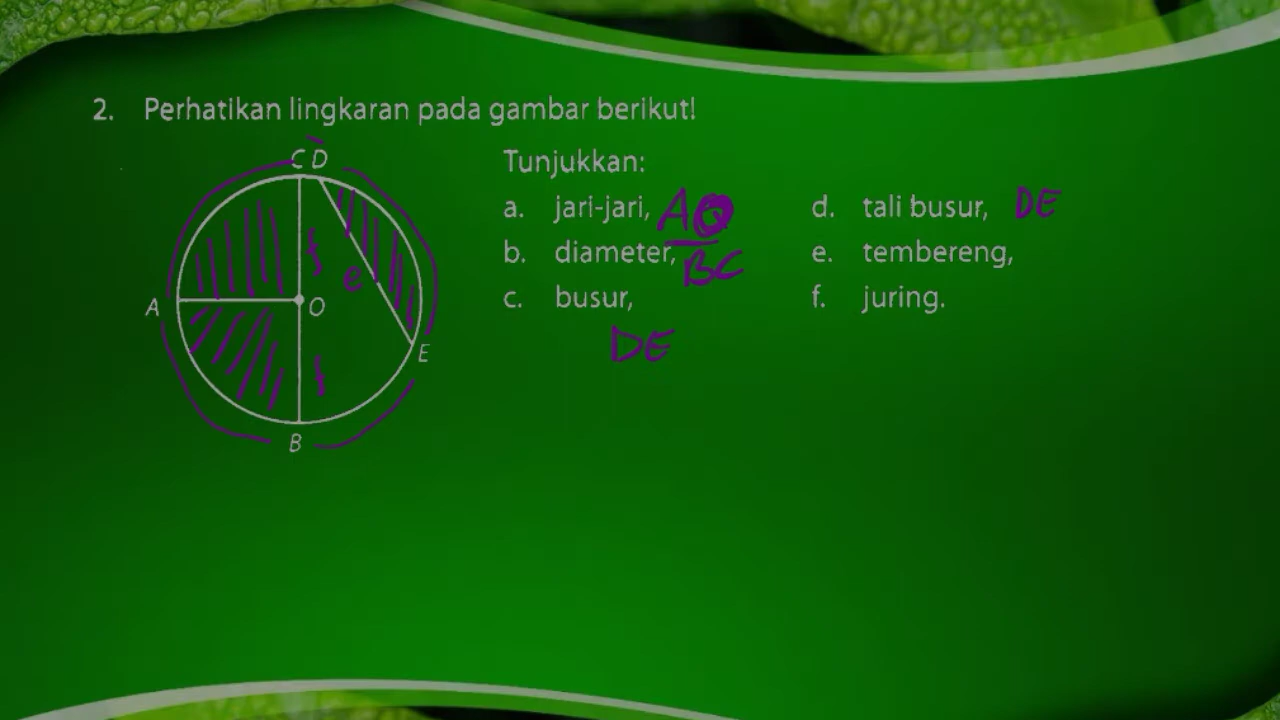 2. Perhatikan lingkaran pada gambar berikut!
C D
A
O
e
E
B
Tunjukkan:
a. jari-jari, AO
b. diameter, BC
c. busur,
DE
d. tali busur, DE
e. tembereng,
f. juring.